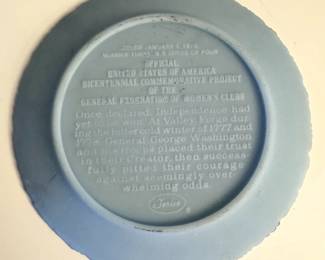 OFFICIAL
UNITED STATES OF AMERICA
BICENTENNIAL COMMEMORATIVE PROJECT
OF THE
GENERAL FEDERATION OF WOMEN'S CLUBS
Once declared, Independence had
yet to be won. At Valley Forge dur-
ing the bitter cold winter of 1777 and
1778, General George Washington
and his troops placed their trust
in their Creator, then success-
fully pitted their courage
against seemingly over-
whelming odds.
Fenton
®